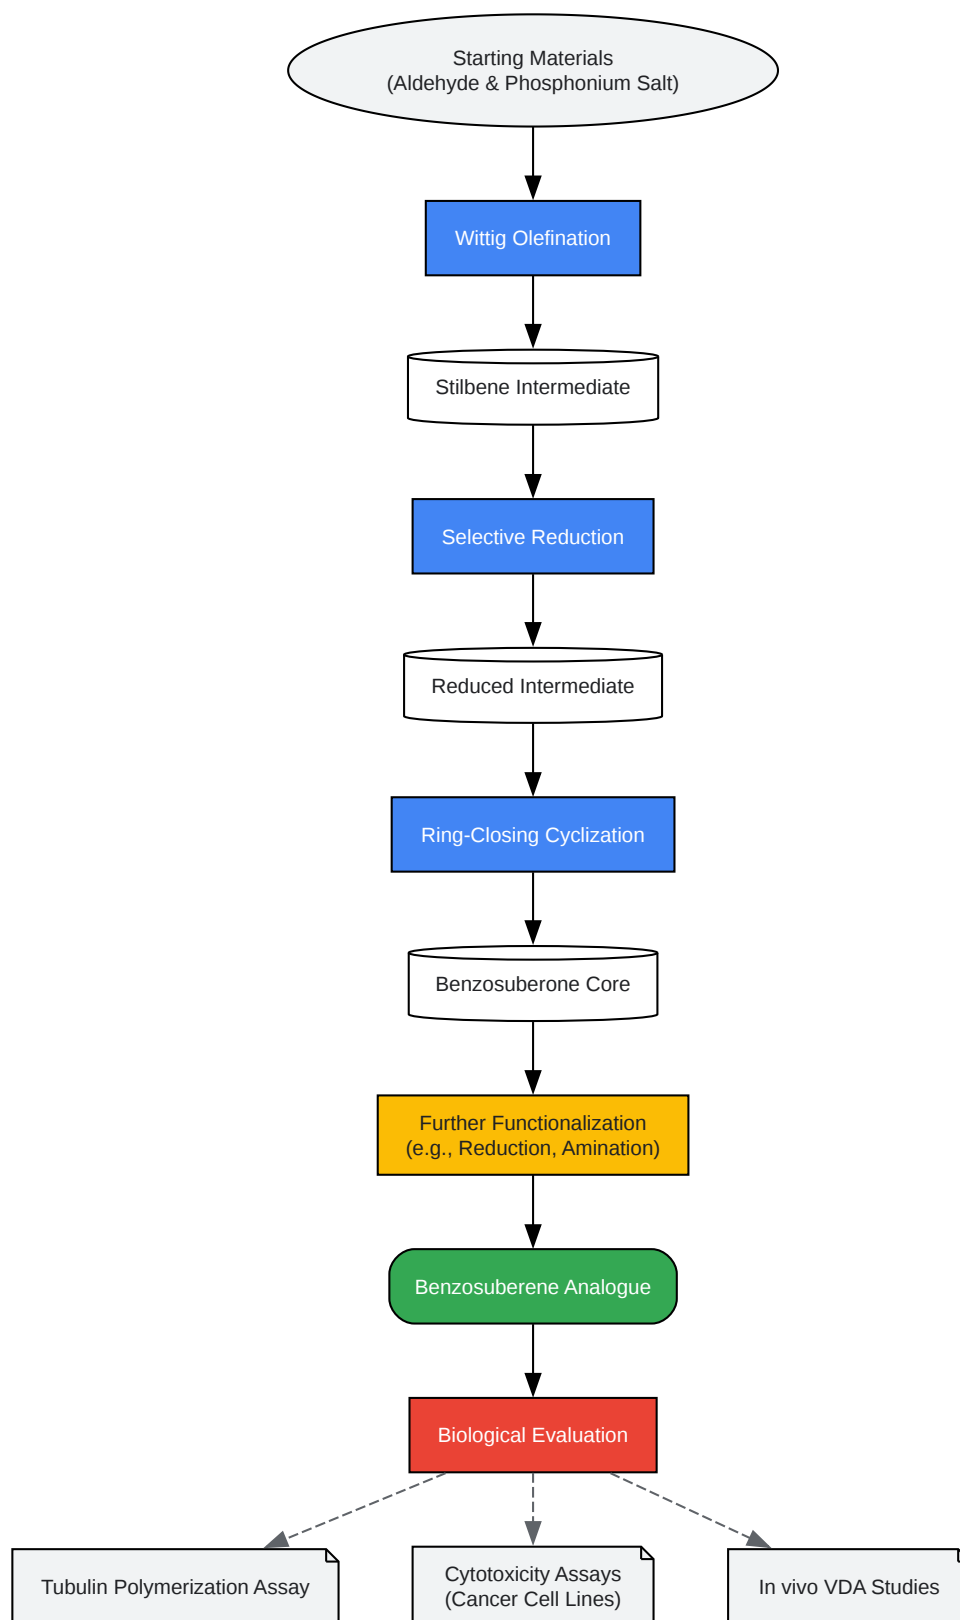 Starting Materials
(Aldehyde & Phosphonium Salt)
Wittig Olefination
Stilbene Intermediate
Selective Reduction
Reduced Intermediate
Ring-Closing Cyclization
Benzosuberone Core
Further Functionalization
(e.g., Reduction, Amination)
Benzosuberene Analogue
Biological Evaluation
Tubulin Polymerization Assay
Cytotoxicity Assays
(Cancer Cell Lines)
In vivo VDA Studies